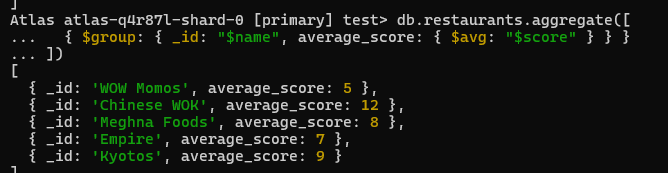 ]
Atlas atlas-q4r87l-shard-0 [primary] test> db.restaurants.aggregate([
...   { $group: { _id: "$name", average_score: { $avg: "$score" } } }
... ])
[
  { _id: 'WOW Momos', average_score: 5 },
  { _id: 'Chinese WOK', average_score: 12 },
  { _id: 'Meghna Foods', average_score: 8 },
  { _id: 'Empire', average_score: 7 },
  { _id: 'Kyotos', average_score: 9 }
]